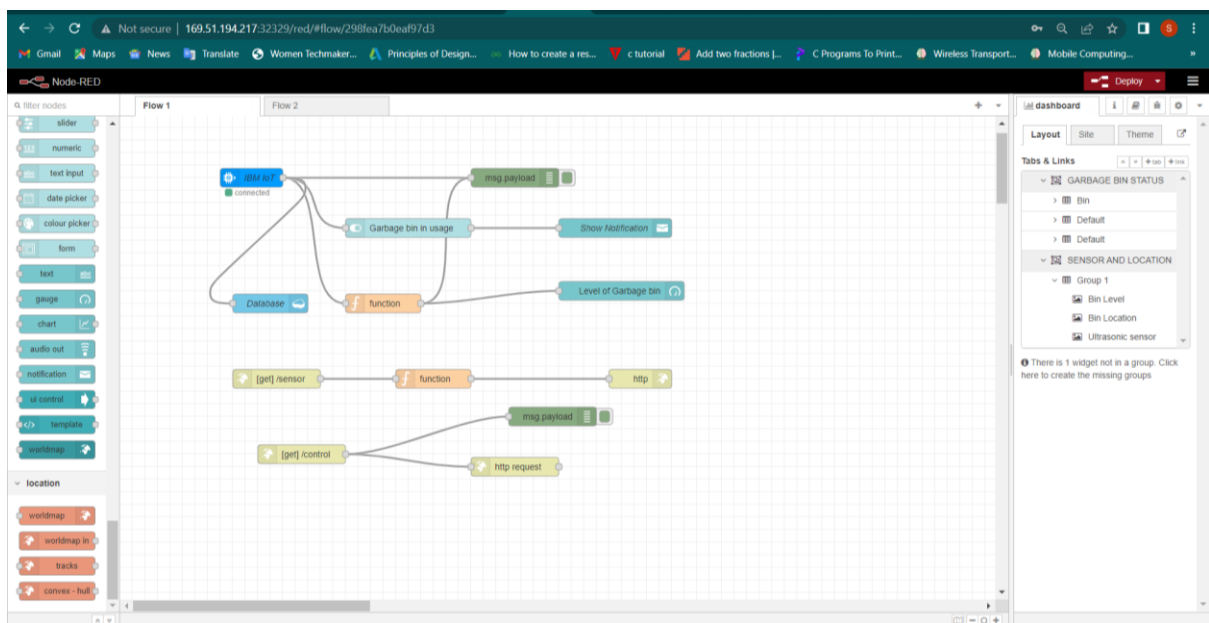 Not secure | 169.51.194.217:32329/red/#flow/298fea7b0eaf97d3
S
Gmail Maps News Translate Women Techmaker... Principles of Design... How to create a res... c tutorial Add two fractions |... C Programs To Print... Wireless Transport... Mobile Computing... »
Node-RED Deploy
filter nodes Flow 1 Flow 2 dashboard i
slider
numeric
text input
date picker
colour picker
form
text abc
gauge
chart
audio out
notification
ui control
template
worldmap
location
worldmap
worldmap in
tracks
convex - hull
IBM IoT
connected
msg.payload
Garbage bin in usage
Show Notification
Database
function
Level of Garbage bin
[get] /sensor
function
http
msg.payload
[get] /control
http request
Layout Site Theme
Tabs & Links tab link
GARBAGE BIN STATUS
Bin
Default
Default
SENSOR AND LOCATION
Group 1
Bin Level
Bin Location
Ultrasonic sensor
There is 1 widget not in a group. Click
here to create the missing groups